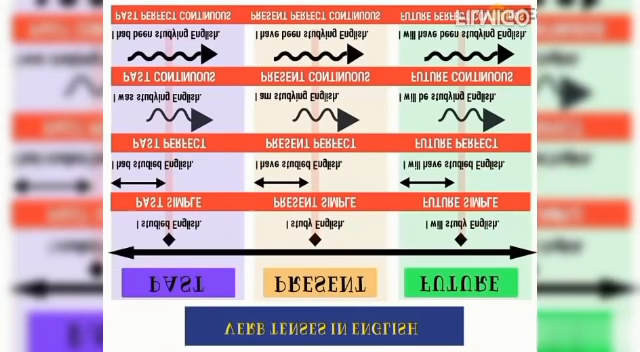 VERB TENSES IN ENGLISH
PAST
PRESENT
FUTURE
I studied English.
I study English.
I will study English.
PAST SIMPLE
PRESENT SIMPLE
FUTURE SIMPLE
I had studied English.
I have studied English.
I will have studied English.
PAST PERFECT
PRESENT PERFECT
FUTURE PERFECT
I was studying English.
I am studying English.
I will be studying English.
PAST CONTINUOUS
PRESENT CONTINUOUS
FUTURE CONTINUOUS
I had been studying English.
I have been studying English.
I will have been studying English.
PAST PERFECT CONTINUOUS
PRESENT PERFECT CONTINUOUS
FUTURE PERFECT